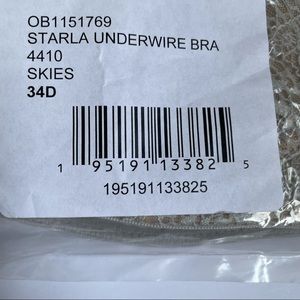 OB1151769
STARLA UNDERWIRE BRA
4410
SKIES
34D
1 95191 13382 5
195191133825